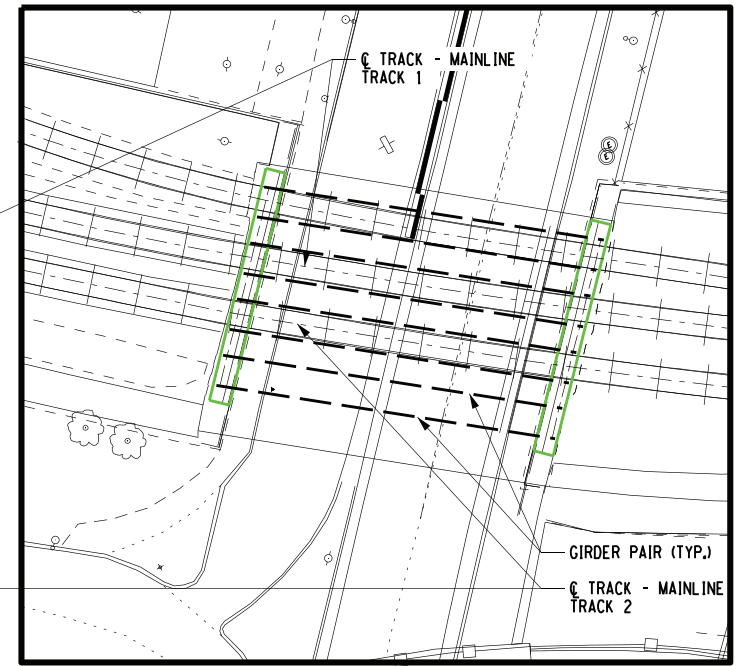 ℄ TRACK - MAINLINE
TRACK 1
E
E
GIRDER PAIR (TYP.)
℄ TRACK - MAINLINE
TRACK 2